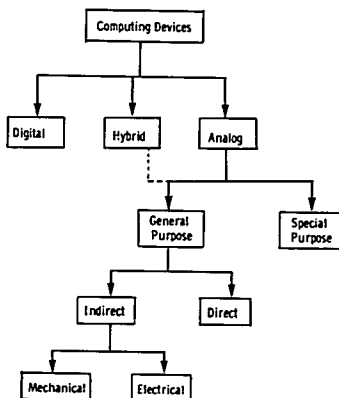 Computing Devices
Digital
Hybrid
Analog
General
Purpose
Special
Purpose
Indirect
Direct
Mechanical
Electrical